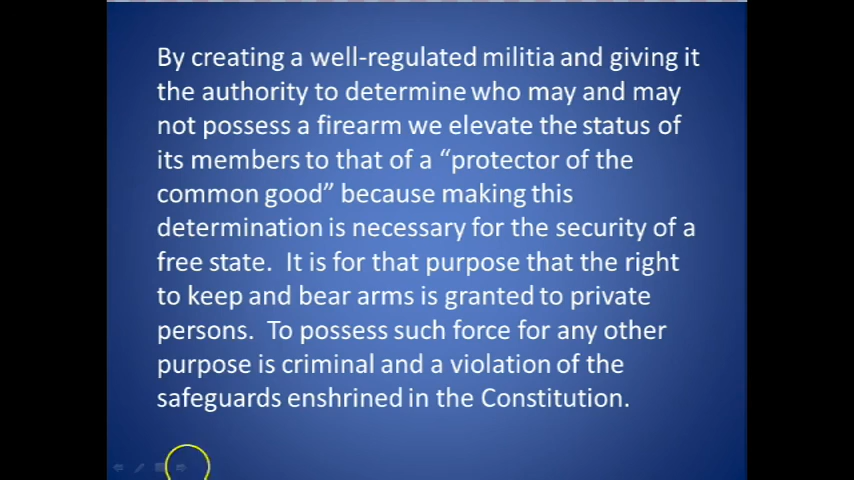 By creating a well-regulated militia and giving it
the authority to determine who may and may
not possess a firearm we elevate the status of
its members to that of a “protector of the
common good” because making this
determination is necessary for the security of a
free state.  It is for that purpose that the right
to keep and bear arms is granted to private
persons.  To possess such force for any other
purpose is criminal and a violation of the
safeguards enshrined in the Constitution.